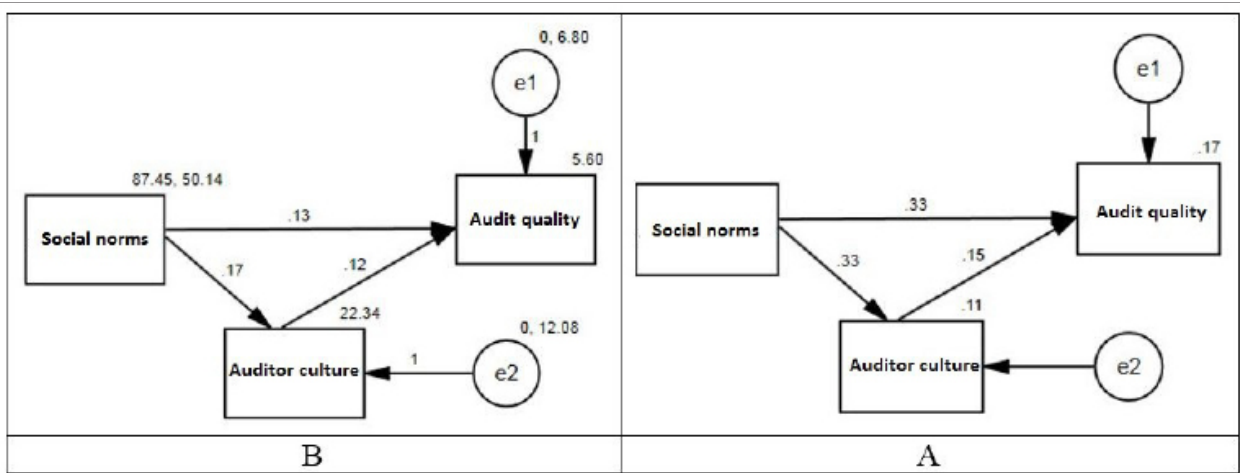 0, 6.80
e1
1
5.60
87.45, 50.14
Audit quality
Social norms
.13
.17
.12
22.34
0, 12.08
Auditor culture
1
e2
B
e1
.17
Audit quality
Social norms
.33
.33
.15
.11
Auditor culture
e2
A